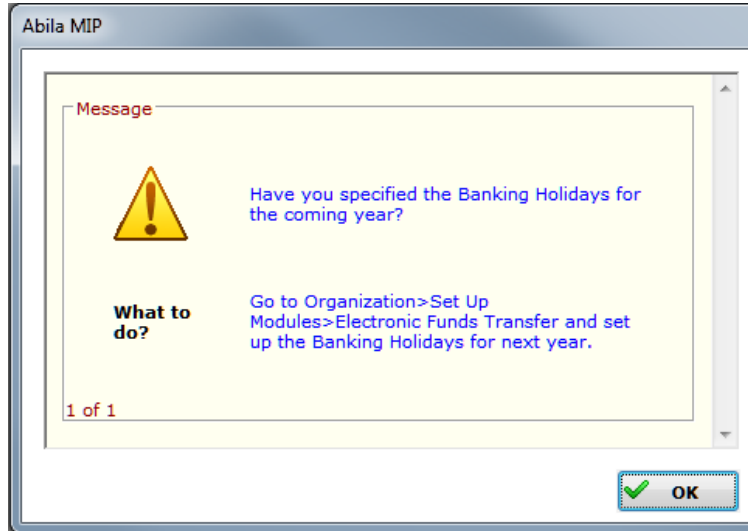 Abila MIP
Message
Have you specified the Banking Holidays for
the coming year?
What to
do?
Go to Organization>Set Up
Modules>Electronic Funds Transfer and set
up the Banking Holidays for next year.
1 of 1
OK